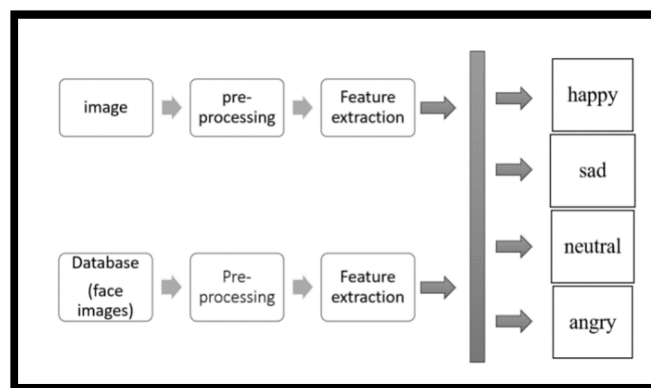 image
pre-
processing
Feature
extraction
happy
sad
Database
(face
images)
Pre-
processing
Feature
extraction
neutral
angry